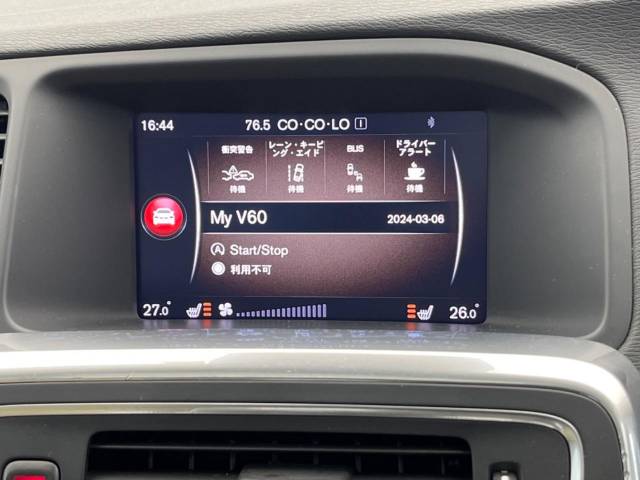 16:44 76.5 CO·CO·LO I
衝突警告 レーン・キーピング・エイド BLIS ドライバーアラート
待機 待機 待機 待機
My V60 2024-03-06
A Start/Stop
利用不可
27.0° 26.0°